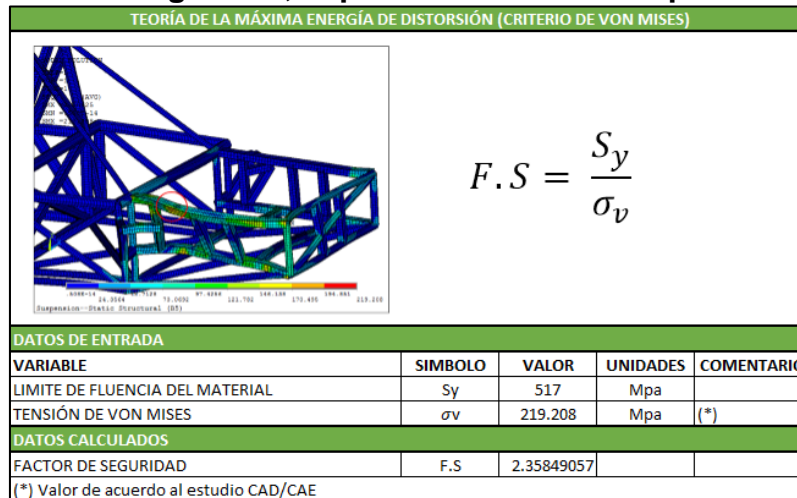 TEORÍA DE LA MÁXIMA ENERGÍA DE DISTORSIÓN (CRITERIO DE VON MISES)
F.S = Sy / σv
24.3564 73.0692 97.4258 121.782 146.139 170.495 194.851 219.208
Suspension--Static Structural (B5)
DATOS DE ENTRADA
VARIABLE SIMBOLO VALOR UNIDADES COMENTARIO
LIMITE DE FLUENCIA DEL MATERIAL Sy 517 Mpa
TENSIÓN DE VON MISES σv 219.208 Mpa (*)
DATOS CALCULADOS
FACTOR DE SEGURIDAD F.S 2.35849057
(*) Valor de acuerdo al estudio CAD/CAE